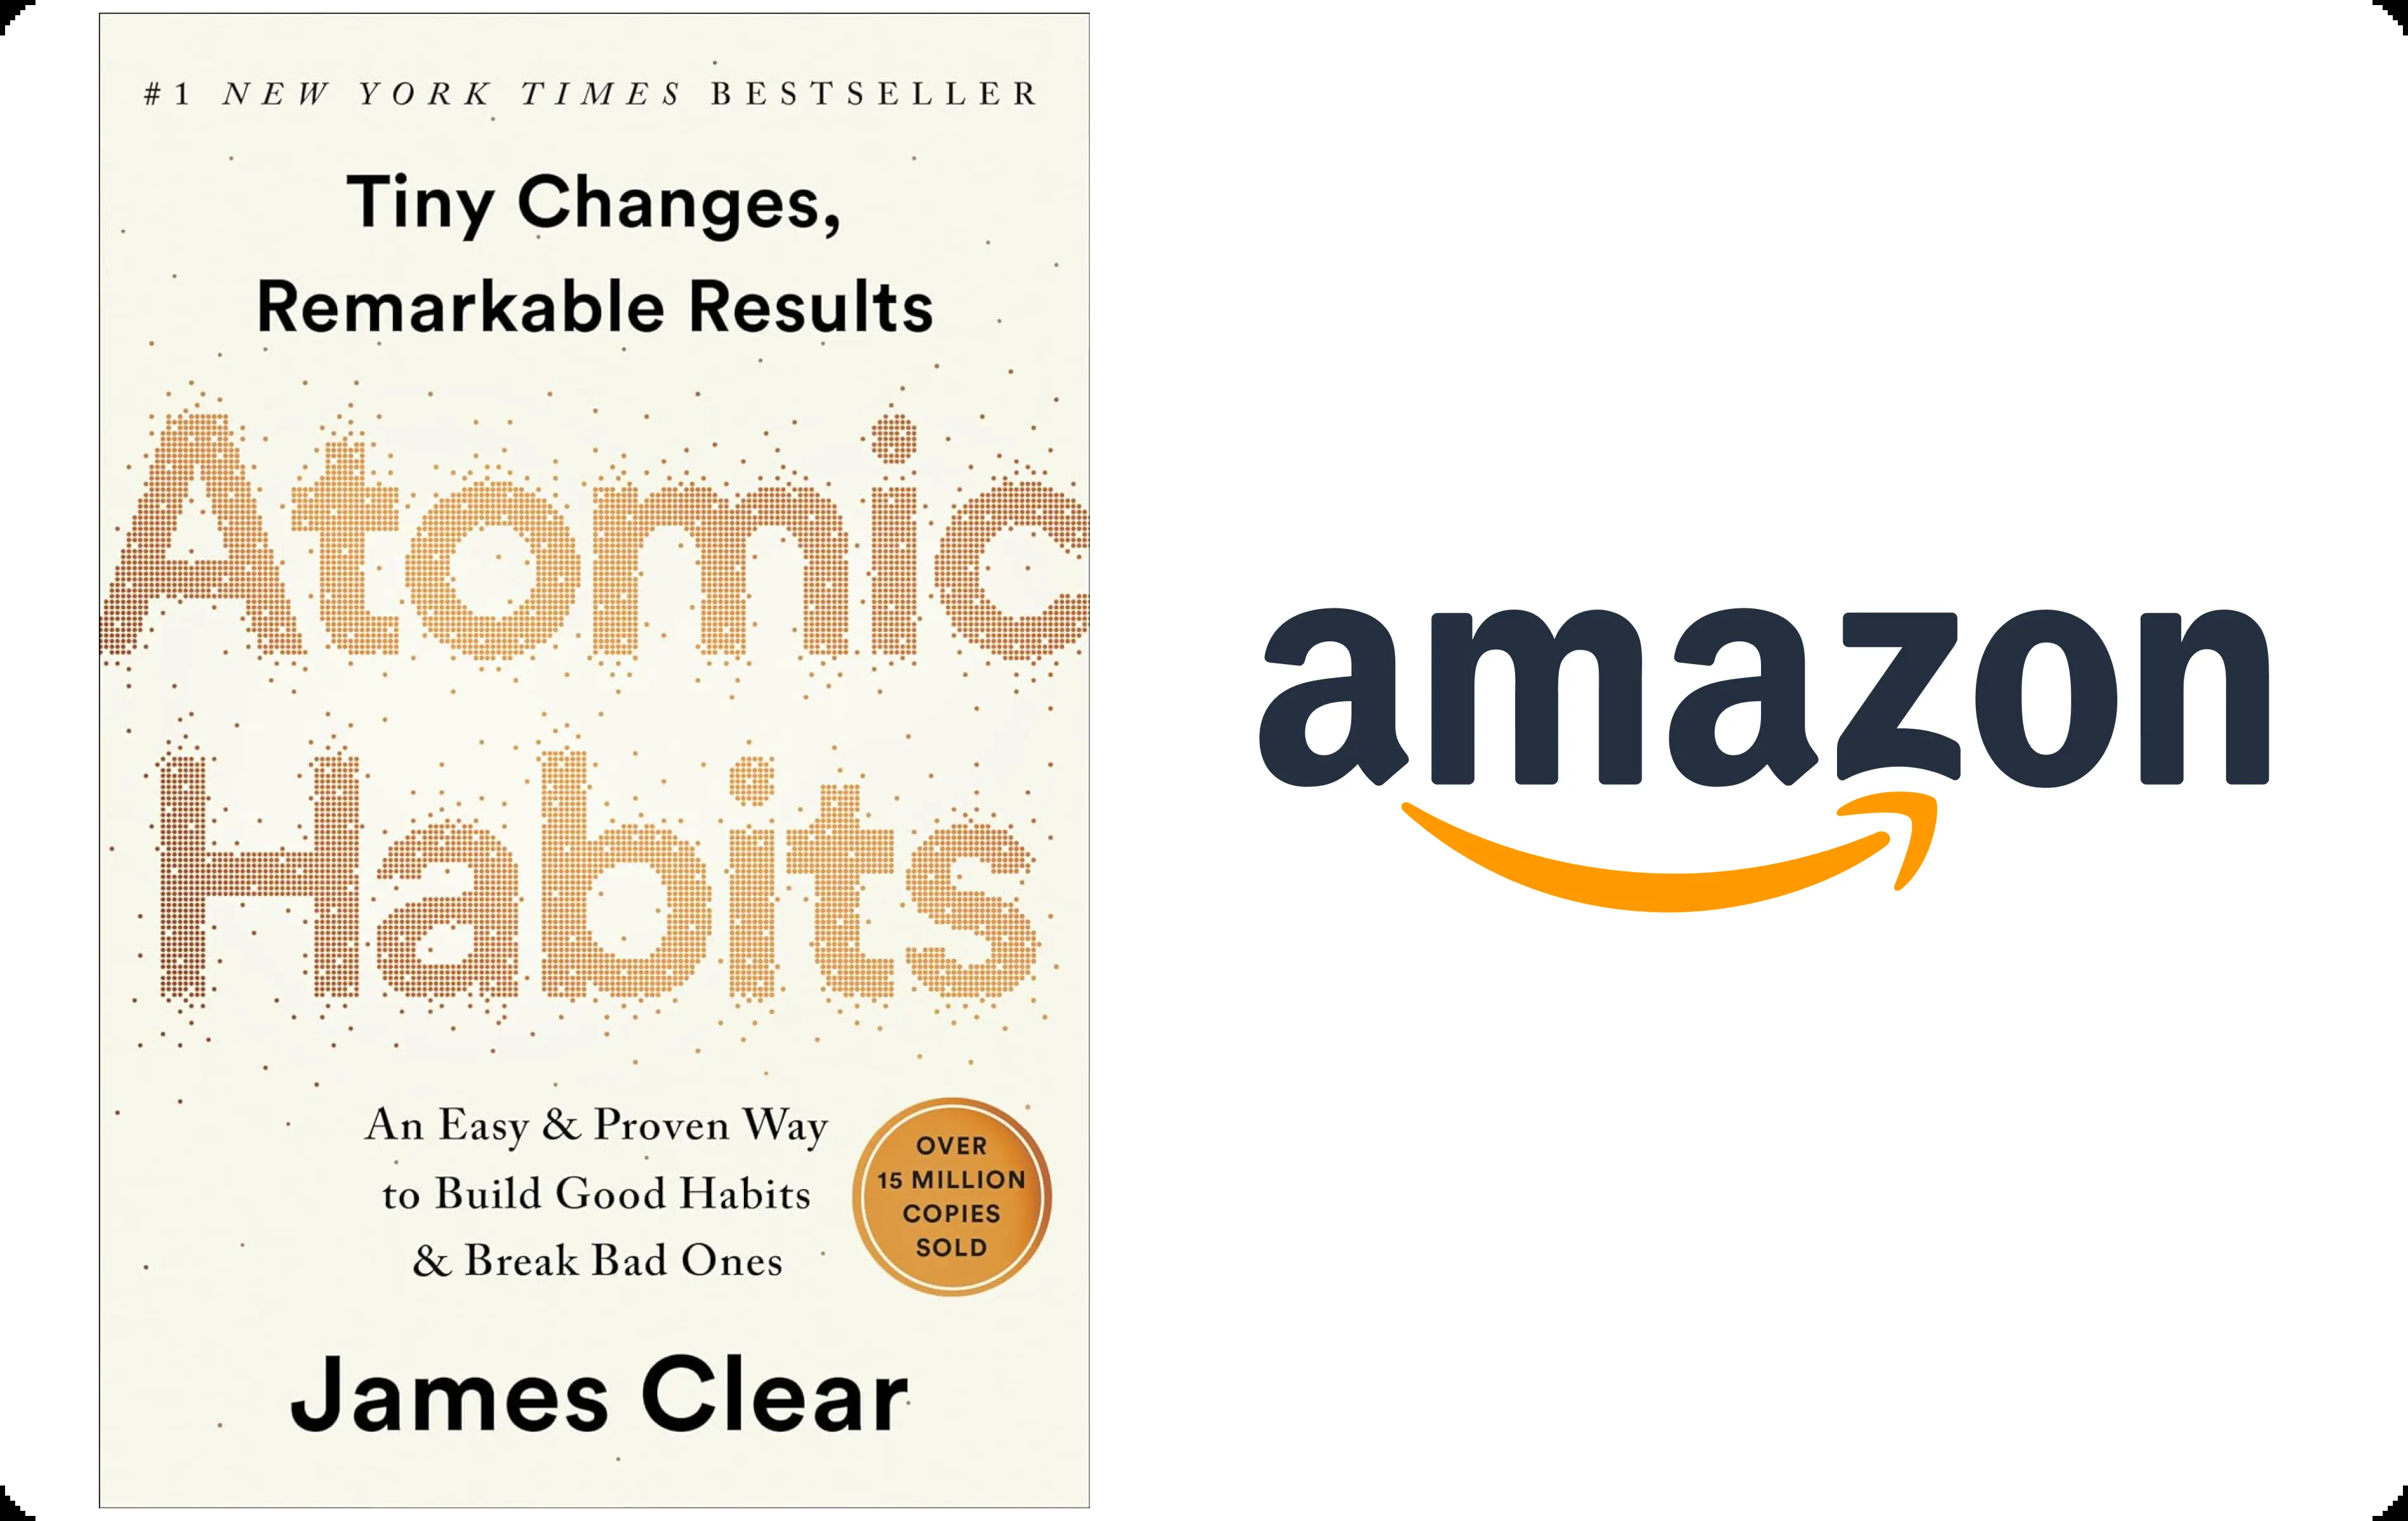 #1 NEW YORK TIMES BESTSELLER
Tiny Changes,
Remarkable Results
Atomic
Habits
An Easy & Proven Way
to Build Good Habits
& Break Bad Ones
OVER
15 MILLION
COPIES
SOLD
James Clear
amazon